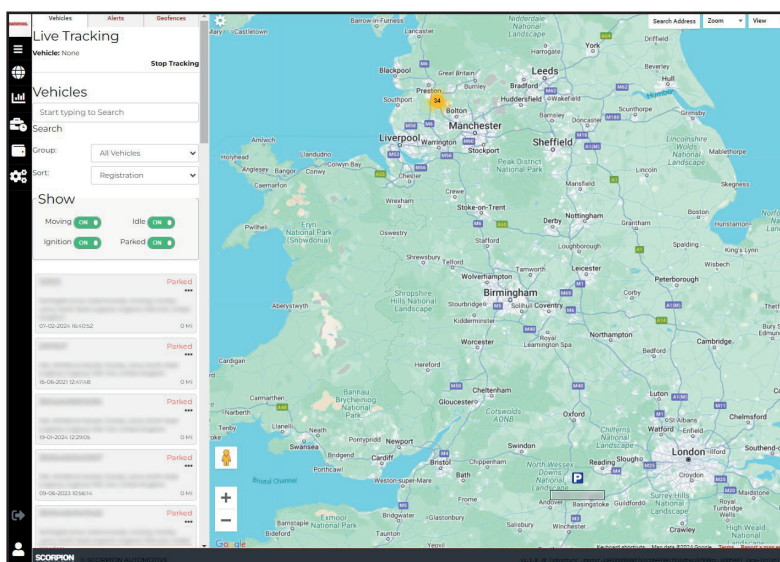 SCORPION
Vehicles Alerts Geofences
Live Tracking
Vehicle: None
Stop Tracking
Vehicles
Start typing to Search
Search
Group: All Vehicles
Sort: Registration
Show
Moving ON Idle ON
Ignition ON Parked ON
Parked
07-02-2024 16:40:52 0 Mi
Parked
16-06-2021 12:47:48 0 Mi
Parked
19-01-2024 12:29:05 0 Mi
Parked
09-06-2023 10:56:14 0 Mi
Parked
SCORPION © SCORPION AUTOMOTIVE
Search Address Zoom View
Barrow-in-Furness
Castletown
Lancaster
Nidderdale National Landscape
Harrogate
York
Driffield
Blackpool
Great Britain
Leeds
Beverley
Preston
Burnley
Bradford
Hull
Southport
34
Bolton
Huddersfield
Wakefield
Humber
Manchester
Barnsley
Doncaster
Scunthorpe
Grimsby
Liverpool
Warrington
Stockport
Sheffield
Amlwch
Holyhead
Llandudno
Colwyn Bay
Anglesey
Bangor
Conwy
Chester
Peak District National Park
Lincolnshire Wolds National Landscape
Mablethorpe
Caernarfon
Lincoln
Mansfield
Skegness
Wrexham
Crewe
Stoke-on-Trent
Pwllheli
Eryri National Park (Snowdonia)
Oswestry
Stafford
Derby
Nottingham
Grantham
Boston
Hunstanton
Loughborough
Spalding
King's Lynn
Shrewsbury
Telford
Tamworth
Leicester
Wisbech
Wolverhampton
Peterborough
Aberystwyth
Shropshire Hills National Landscape
Birmingham
Stourbridge
Solihull
Coventry
Corby
Kidderminster
Worcester
Royal Leamington Spa
Northampton
Cambridge
Bedford
Cardigan
Hereford
Carmarthen
Bannau Brycheiniog National Park
Cheltenham
Gloucester
Cotswolds AONB
Oxford
Luton
St Albans
Chelmsford
Narberth
Tenby
Llanelli
Neath
Swansea
Pontypridd
Newport
Chilterns National Landscape
Watford
Enfield
Bridgend
Cardiff
Swindon
London
Ilford
Porthcawl
Bristol
Chippenham
Reading
Slough
Bristol Channel
Weston-super-Mare
Bath
North Wessex Downs National Landscape
P
Croydon
Frome
Andover
Basingstoke
Guildford
Surrey Hills National Landscape
Maidstone
Royal Tunbridge Wells
Exmoor National Park
Barnstaple
Bideford
Bridgwater
Glastonbury
Taunton
Yeovil
Salisbury
Winchester
Crawley
High Weald National
Google
Keyboard shortcuts Map data ©2024 Google Terms Report a map error